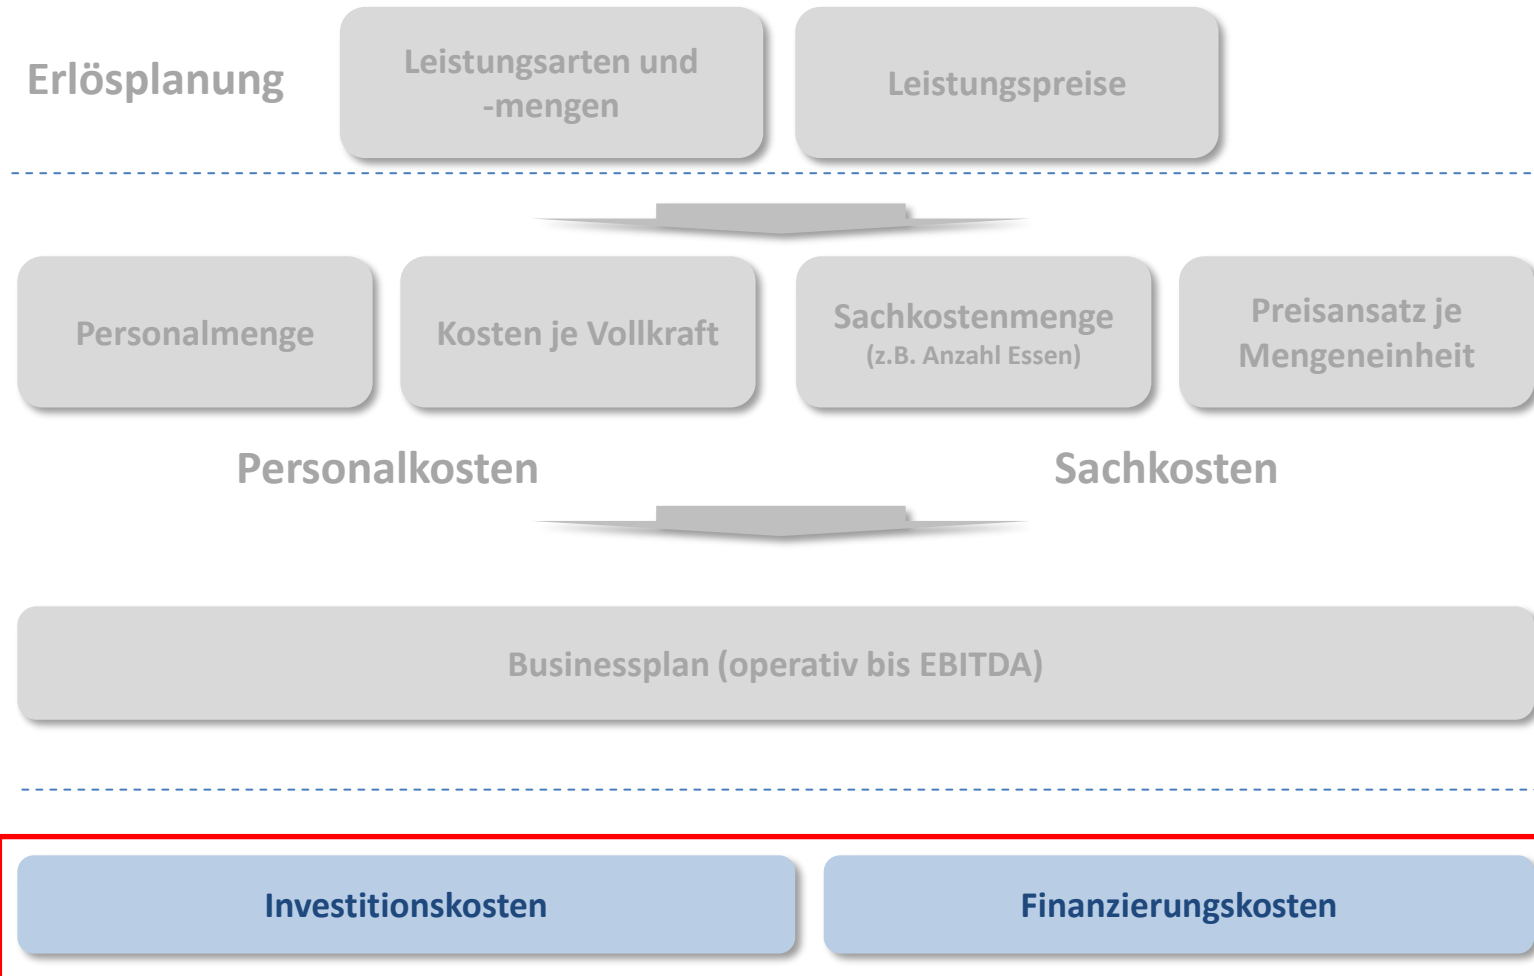 Erlösplanung
Leistungsarten und
-mengen
Leistungspreise
Personalmenge
Kosten je Vollkraft
Sachkostenmenge
(z.B. Anzahl Essen)
Preisansatz je
Mengeneinheit
Personalkosten
Sachkosten
Businessplan (operativ bis EBITDA)
Investitionskosten
Finanzierungskosten